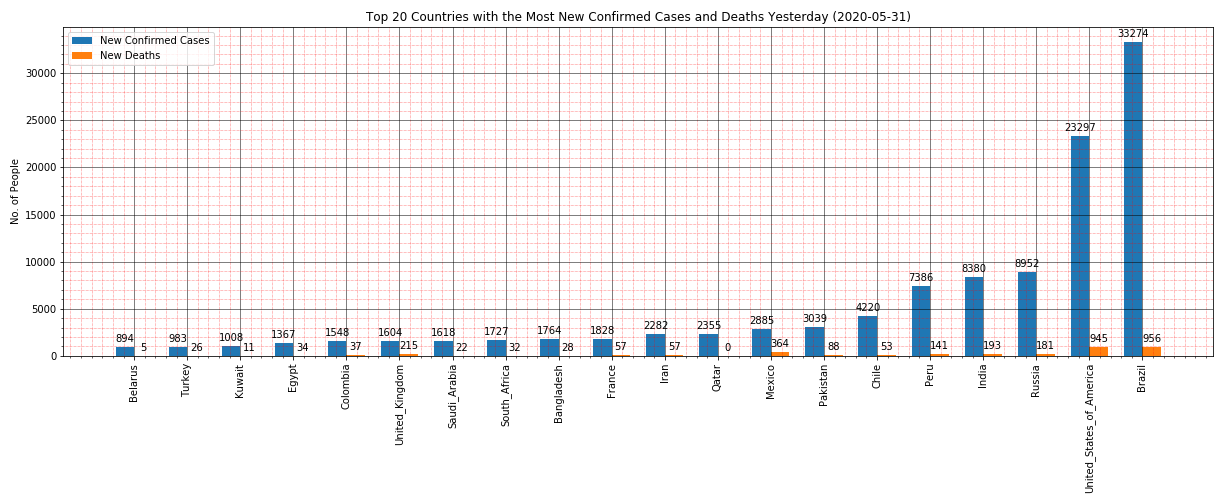 Top 20 Countries with the Most New Confirmed Cases and Deaths Yesterday (2020-05-31)
New Confirmed Cases
New Deaths
No. of People
30000
25000
20000
15000
10000
5000
0
894 5
983 26
1008 11
1367 34
1548 37
1604 215
1618 22
1727 32
1764 28
1828 57
2282 57
2355 0
2885 364
3039 88
4220 53
7386 141
8380 193
8952 181
23297 945
33274 956
Belarus
Turkey
Kuwait
Egypt
Colombia
United_Kingdom
Saudi_Arabia
South_Africa
Bangladesh
France
Iran
Qatar
Mexico
Pakistan
Chile
Peru
India
Russia
United_States_of_America
Brazil